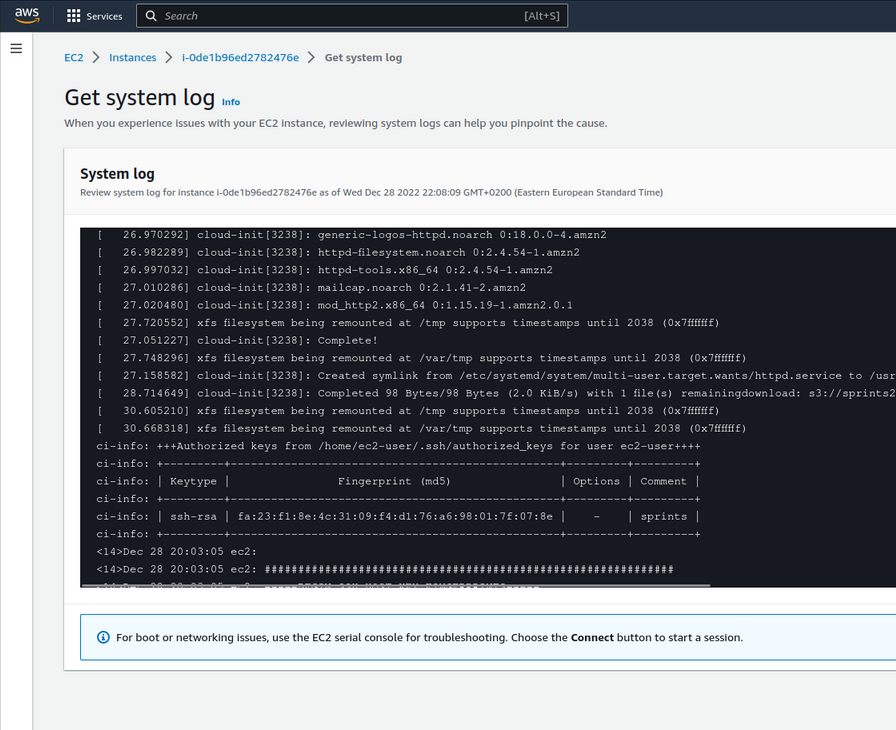 aws
Services
Search
[Alt+S]
EC2 > Instances > i-0de1b96ed2782476e > Get system log
Get system log Info
When you experience issues with your EC2 instance, reviewing system logs can help you pinpoint the cause.
System log
Review system log for instance i-0de1b96ed2782476e as of Wed Dec 28 2022 22:08:09 GMT+0200 (Eastern European Standard Time)
[   26.970292] cloud-init[3238]: generic-logos-httpd.noarch 0:18.0.0-4.amzn2
[   26.982289] cloud-init[3238]: httpd-filesystem.noarch 0:2.4.54-1.amzn2
[   26.997032] cloud-init[3238]: httpd-tools.x86_64 0:2.4.54-1.amzn2
[   27.010286] cloud-init[3238]: mailcap.noarch 0:2.1.41-2.amzn2
[   27.020480] cloud-init[3238]: mod_http2.x86_64 0:1.15.19-1.amzn2.0.1
[   27.720552] xfs filesystem being remounted at /tmp supports timestamps until 2038 (0x7fffffff)
[   27.051227] cloud-init[3238]: Complete!
[   27.748296] xfs filesystem being remounted at /var/tmp supports timestamps until 2038 (0x7fffffff)
[   27.158582] cloud-init[3238]: Created symlink from /etc/systemd/system/multi-user.target.wants/httpd.service to /usr
[   28.714649] cloud-init[3238]: Completed 98 Bytes/98 Bytes (2.0 KiB/s) with 1 file(s) remainingdownload: s3://sprints2
[   30.605210] xfs filesystem being remounted at /tmp supports timestamps until 2038 (0x7fffffff)
[   30.668318] xfs filesystem being remounted at /var/tmp supports timestamps until 2038 (0x7fffffff)
ci-info: +++Authorized keys from /home/ec2-user/.ssh/authorized_keys for user ec2-user++++
ci-info: +---------+-------------------------------------------------+---------+---------+
ci-info: | Keytype | Fingerprint (md5) | Options | Comment |
ci-info: +---------+-------------------------------------------------+---------+---------+
ci-info: | ssh-rsa | fa:23:f1:8e:4c:31:09:f4:d1:76:a6:98:01:7f:07:8e | - | sprints |
ci-info: +---------+-------------------------------------------------+---------+---------+
<14>Dec 28 20:03:05 ec2:
<14>Dec 28 20:03:05 ec2: #############################################################
For boot or networking issues, use the EC2 serial console for troubleshooting. Choose the Connect button to start a session.